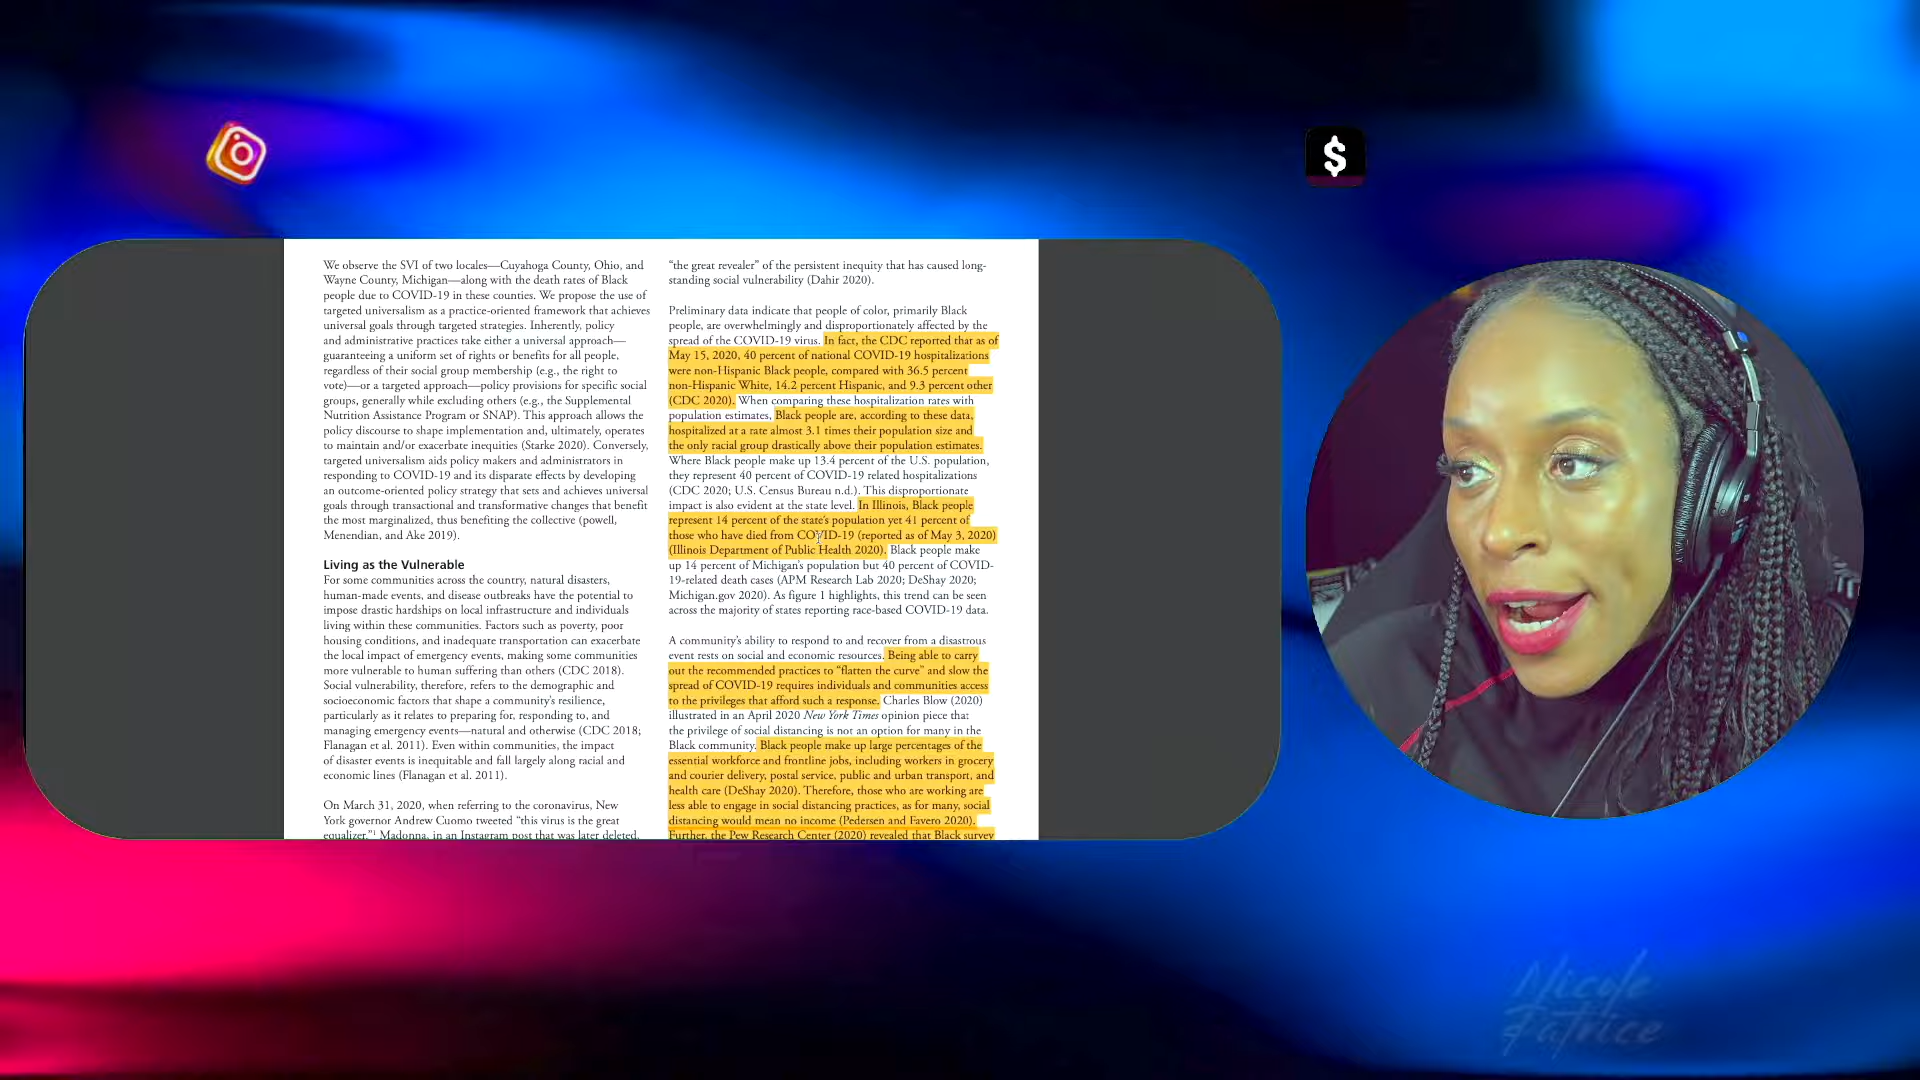 We observe the SVI of two locales—Cuyahoga County, Ohio, and
Wayne County, Michigan—along with the death rates of Black
people due to COVID-19 in these counties. We propose the use of
targeted universalism as a practice-oriented framework that achieves
universal goals through targeted strategies. Inherently, policy
and administrative practices take either a universal approach—
guaranteeing a uniform set of rights or benefits for all people,
regardless of their social group membership (e.g., the right to
vote)—or a targeted approach—policy provisions for specific social
groups, generally while excluding others (e.g., the Supplemental
Nutrition Assistance Program or SNAP). This approach allows the
policy discourse to shape implementation and, ultimately, operates
to maintain and/or exacerbate inequities (Starke 2020). Conversely,
targeted universalism aids policy makers and administrators in
responding to COVID-19 and its disparate effects by developing
an outcome-oriented policy strategy that sets and achieves universal
goals through transactional and transformative changes that benefit
the most marginalized, thus benefiting the collective (powell,
Menendian, and Ake 2019).
Living as the Vulnerable
For some communities across the country, natural disasters,
human-made events, and disease outbreaks have the potential to
impose drastic hardships on local infrastructure and individuals
living within these communities. Factors such as poverty, poor
housing conditions, and inadequate transportation can exacerbate
the local impact of emergency events, making some communities
more vulnerable to human suffering than others (CDC 2018).
Social vulnerability, therefore, refers to the demographic and
socioeconomic factors that shape a community's resilience,
particularly as it relates to preparing for, responding to, and
managing emergency events—natural and otherwise (CDC 2018;
Flanagan et al. 2011). Even within communities, the impact
of disaster events is inequitable and fall largely along racial and
economic lines (Flanagan et al. 2011).
On March 31, 2020, when referring to the coronavirus, New
York governor Andrew Cuomo tweeted “this virus is the great
equalizer.”¹ Madonna, in an Instagram post that was later deleted,
“the great revealer” of the persistent inequity that has caused long-
standing social vulnerability (Dahir 2020).
Preliminary data indicate that people of color, primarily Black
people, are overwhelmingly and disproportionately affected by the
spread of the COVID-19 virus. In fact, the CDC reported that as of
May 15, 2020, 40 percent of national COVID-19 hospitalizations
were non-Hispanic Black people, compared with 36.5 percent
non-Hispanic White, 14.2 percent Hispanic, and 9.3 percent other
(CDC 2020). When comparing these hospitalization rates with
population estimates, Black people are, according to these data,
hospitalized at a rate almost 3.1 times their population size and
the only racial group drastically above their population estimates.
Where Black people make up 13.4 percent of the U.S. population,
they represent 40 percent of COVID-19 related hospitalizations
(CDC 2020; U.S. Census Bureau n.d.). This disproportionate
impact is also evident at the state level. In Illinois, Black people
represent 14 percent of the state's population yet 41 percent of
those who have died from COVID-19 (reported as of May 3, 2020)
(Illinois Department of Public Health 2020). Black people make
up 14 percent of Michigan's population but 40 percent of COVID-
19-related death cases (APM Research Lab 2020; DeShay 2020;
Michigan.gov 2020). As figure 1 highlights, this trend can be seen
across the majority of states reporting race-based COVID-19 data.
A community's ability to respond to and recover from a disastrous
event rests on social and economic resources. Being able to carry
out the recommended practices to “flatten the curve” and slow the
spread of COVID-19 requires individuals and communities access
to the privileges that afford such a response. Charles Blow (2020)
illustrated in an April 2020 New York Times opinion piece that
the privilege of social distancing is not an option for many in the
Black community. Black people make up large percentages of the
essential workforce and frontline jobs, including workers in grocery
and courier delivery, postal service, public and urban transport, and
health care (DeShay 2020). Therefore, those who are working are
less able to engage in social distancing practices, as for many, social
distancing would mean no income (Pedersen and Favero 2020).
Further, the Pew Research Center (2020) revealed that Black survey
$
Nicole
Patrice